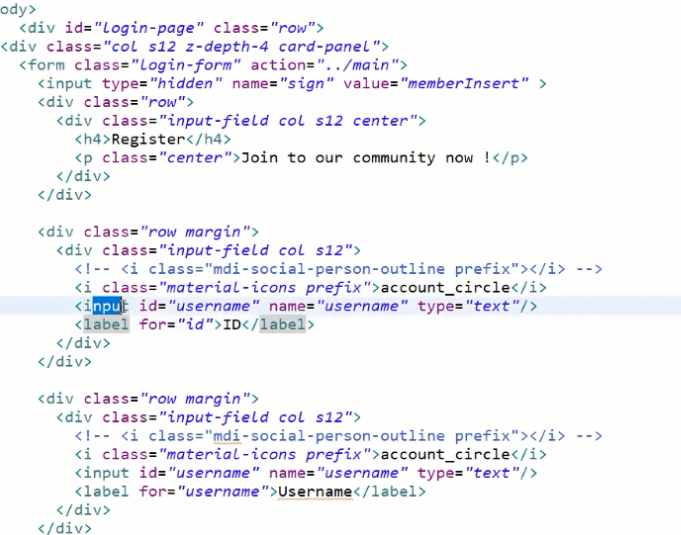 ody>
<div id="login-page" class="row">
<div class="col s12 z-depth-4 card-panel">
<form class="login-form" action="../main">
<input type="hidden" name="sign" value="memberInsert" >
<div class="row">
<div class="input-field col s12 center">
<h4>Register</h4>
<p class="center">Join to our community now !</p>
</div>
</div>
<div class="row margin">
<div class="input-field col s12">
<!-- <i class="mdi-social-person-outline prefix"></i> -->
<i class="material-icons prefix">account_circle</i>
<input id="username" name="username" type="text"/>
<label for="id">ID</label>
</div>
</div>
<div class="row margin">
<div class="input-field col s12">
<!-- <i class="mdi-social-person-outline prefix"></i> -->
<i class="material-icons prefix">account_circle</i>
<input id="username" name="username" type="text"/>
<label for="username">Username</label>
</div>
</div>